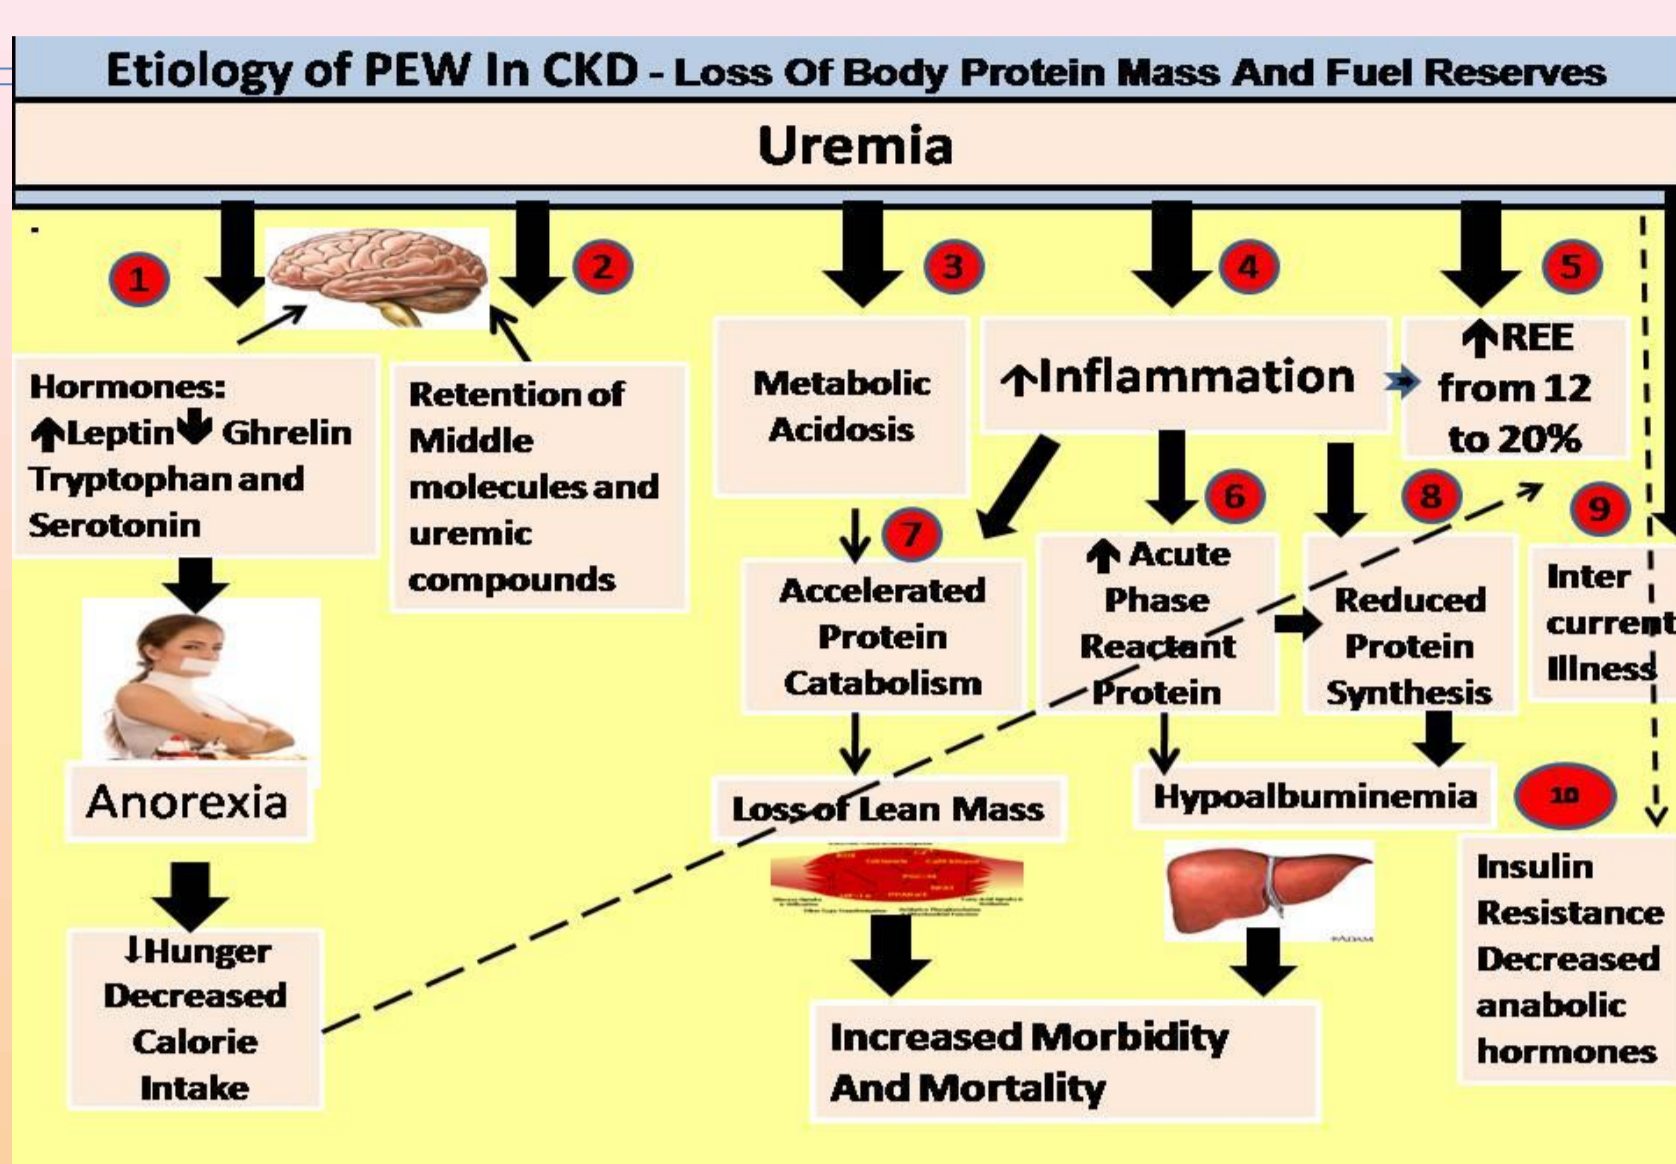 Etiology of PEW In CKD - Loss Of Body Protein Mass And Fuel Reserves
Uremia
1
2
3
4
5
Hormones:
↑Leptin↓ Ghrelin
Tryptophan and
Serotonin
Retention of
Middle
molecules and
uremic
compounds
Metabolic
Acidosis
↑Inflammation
↑REE
from 12
to 20%
7
6
8
9
Accelerated
Protein
Catabolism
↑ Acute
Phase
Reactant
Protein
Reduced
Protein
Synthesis
Inter
current
Illness
Anorexia
Loss of Lean Mass
Hypoalbuminemia
10
↓Hunger
Decreased
Calorie
Intake
Increased Morbidity
And Mortality
Insulin
Resistance
Decreased
anabolic
hormones